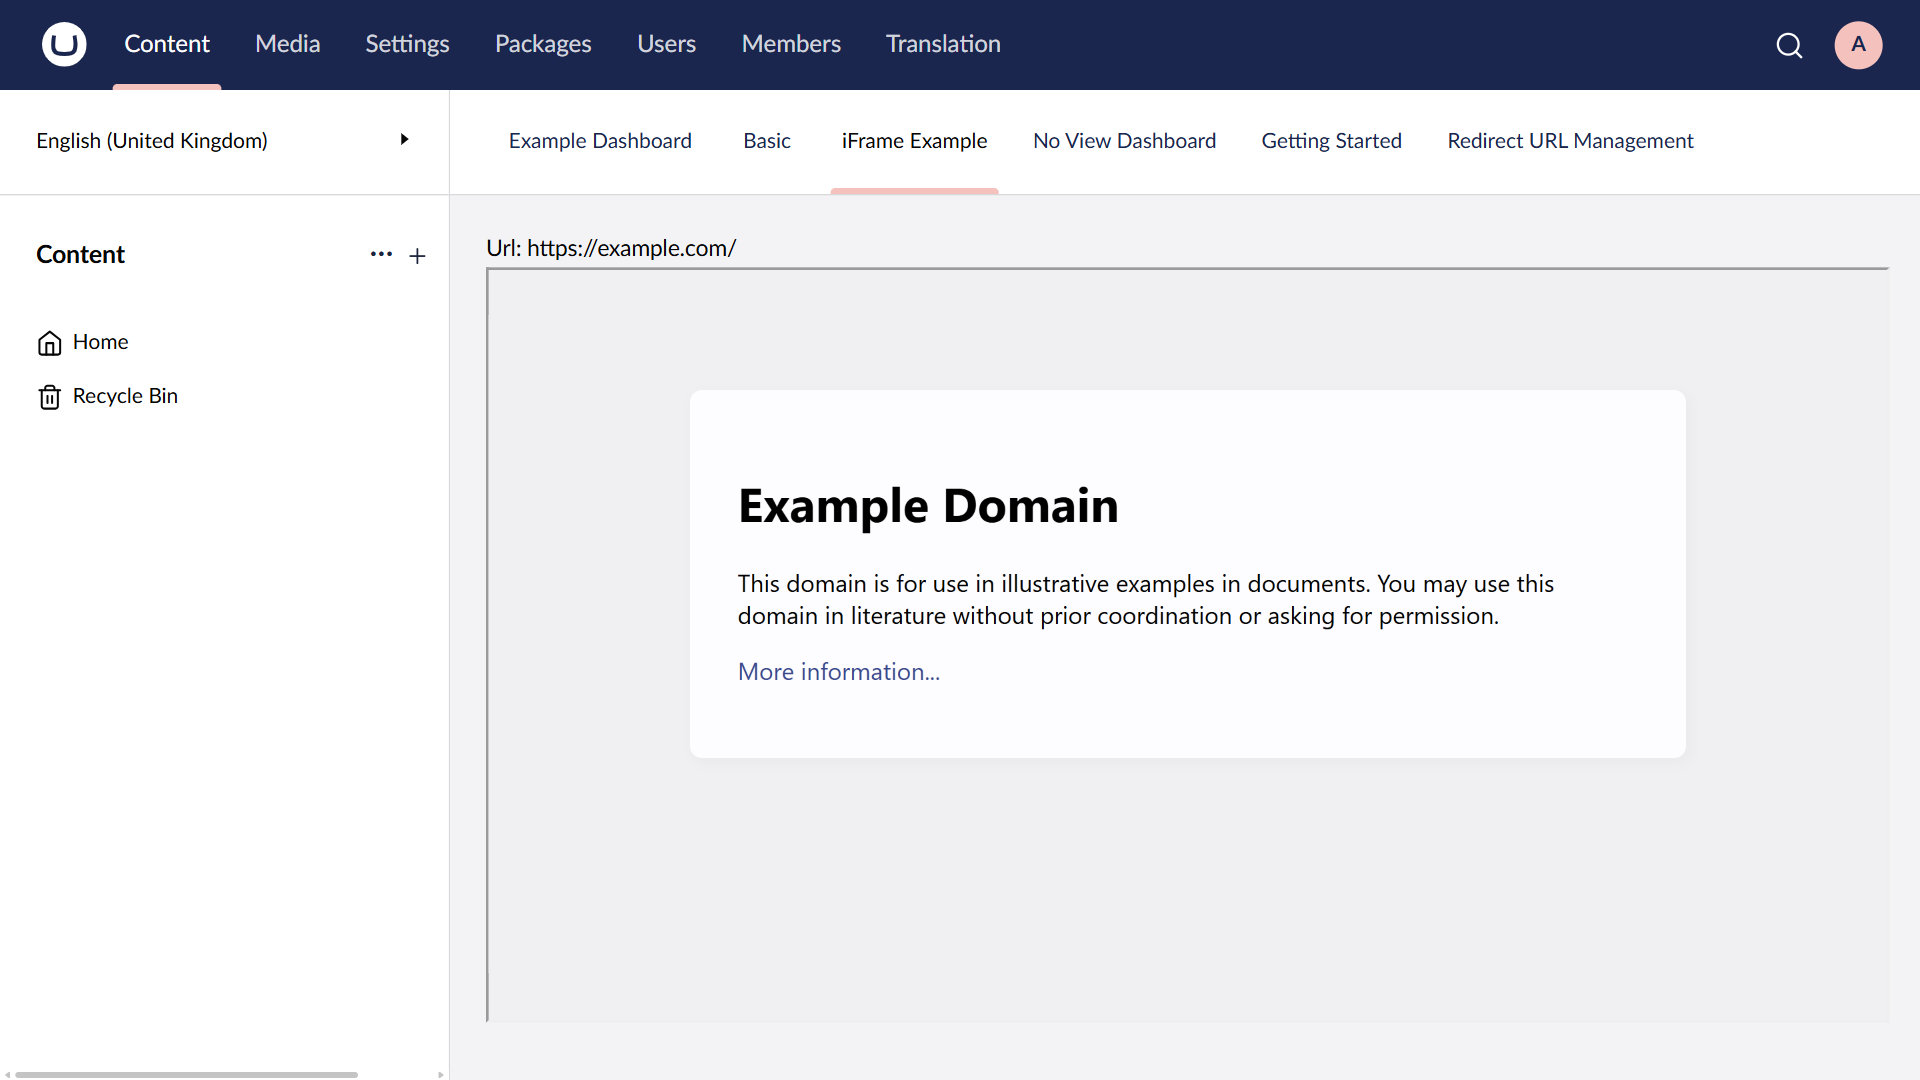 Content Media Settings Packages Users Members Translation A
English (United Kingdom)
Example Dashboard Basic iFrame Example No View Dashboard Getting Started Redirect URL Management
Content
Home
Recycle Bin
Url: https://example.com/
Example Domain
This domain is for use in illustrative examples in documents. You may use this
domain in literature without prior coordination or asking for permission.
More information...